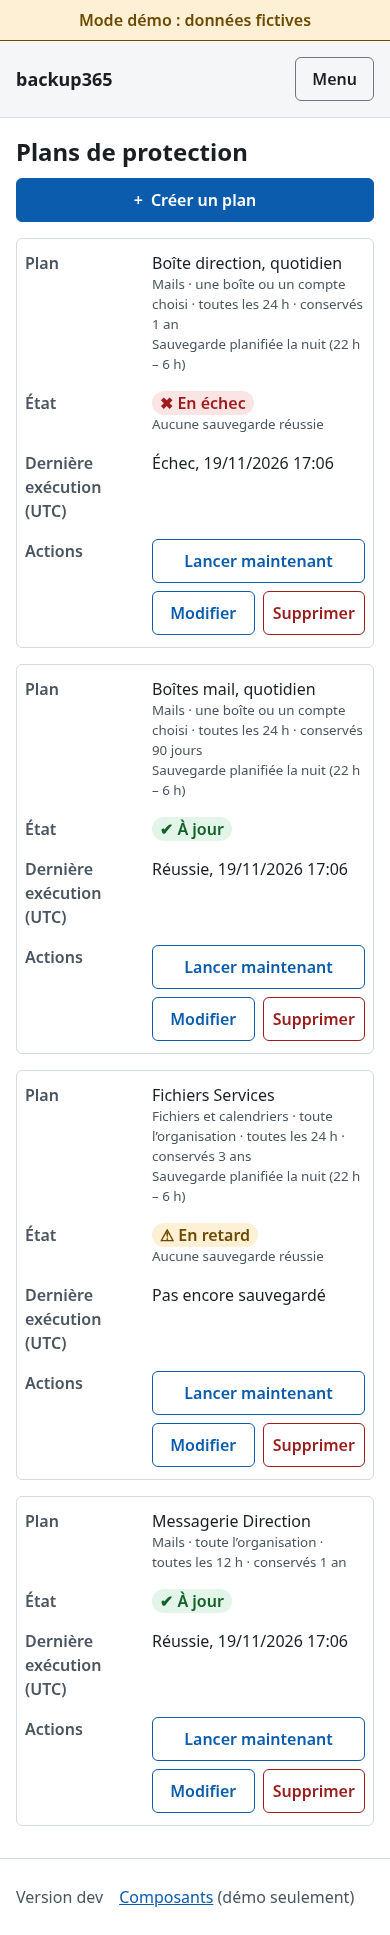 Mode démo : données fictives
backup365
Menu
Plans de protection
+ Créer un plan
Plan
Boîte direction, quotidien
Mails · une boîte ou un compte
choisi · toutes les 24 h · conservés
1 an
Sauvegarde planifiée la nuit (22 h
– 6 h)
État
✖ En échec
Aucune sauvegarde réussie
Dernière
exécution
(UTC)
Échec, 19/11/2026 17:06
Actions
Lancer maintenant
Modifier
Supprimer
Plan
Boîtes mail, quotidien
Mails · une boîte ou un compte
choisi · toutes les 24 h · conservés
90 jours
Sauvegarde planifiée la nuit (22 h
– 6 h)
État
✔ À jour
Dernière
exécution
(UTC)
Réussie, 19/11/2026 17:06
Actions
Lancer maintenant
Modifier
Supprimer
Plan
Fichiers Services
Fichiers et calendriers · toute
l’organisation · toutes les 24 h ·
conservés 3 ans
Sauvegarde planifiée la nuit (22 h
– 6 h)
État
⚠ En retard
Aucune sauvegarde réussie
Dernière
exécution
(UTC)
Pas encore sauvegardé
Actions
Lancer maintenant
Modifier
Supprimer
Plan
Messagerie Direction
Mails · toute l’organisation ·
toutes les 12 h · conservés 1 an
État
✔ À jour
Dernière
exécution
(UTC)
Réussie, 19/11/2026 17:06
Actions
Lancer maintenant
Modifier
Supprimer
Version dev Composants (démo seulement)